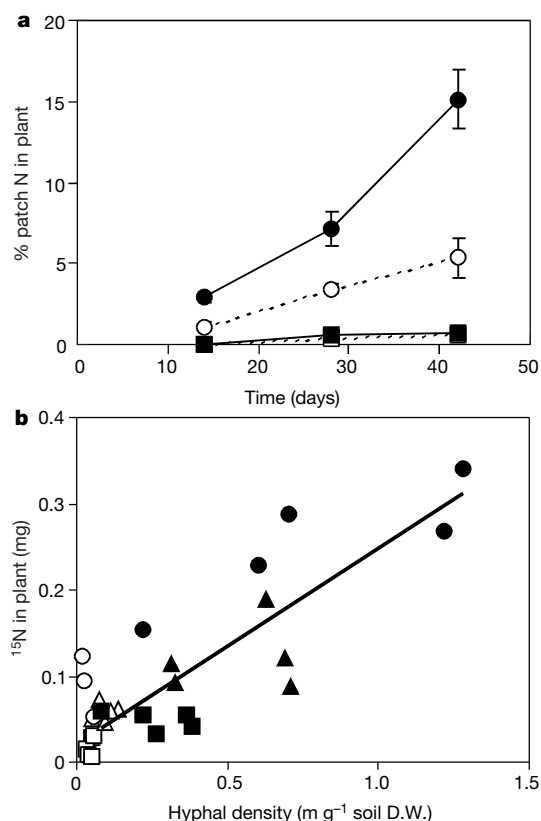 a
20
15
10
5
0
% patch N in plant
0 10 20 30 40 50
Time (days)
b
0.4
0.3
0.2
0.1
0
¹⁵N in plant (mg)
0 0.5 1.0 1.5
Hyphal density (m g⁻¹ soil D.W.)